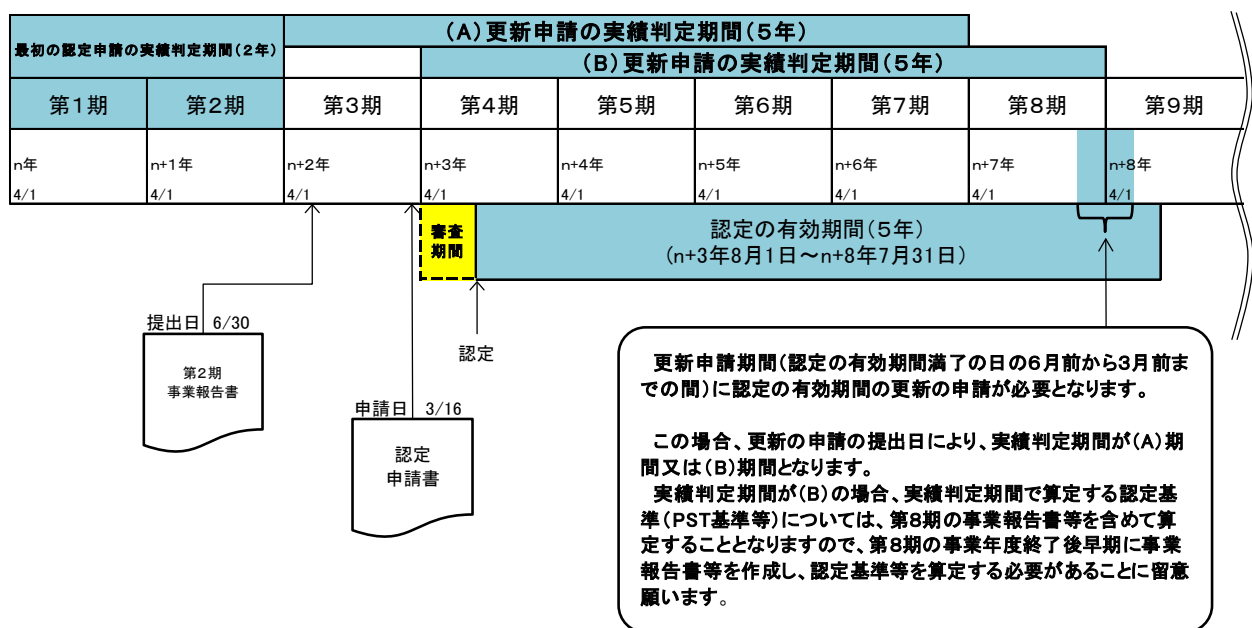 最初の認定申請の実績判定期間(2年)
(A)更新申請の実績判定期間(5年)
(B)更新申請の実績判定期間(5年)
第1期
第2期
第3期
第4期
第5期
第6期
第7期
第8期
第9期
n年
4/1
n+1年
4/1
n+2年
4/1
n+3年
4/1
n+4年
4/1
n+5年
4/1
n+6年
4/1
n+7年
4/1
n+8年
4/1
審査
期間
認定の有効期間(5年)
(n+3年8月1日~n+8年7月31日)
提出日 6/30
第2期
事業報告書
申請日 3/16
認定
申請書
認定
更新申請期間(認定の有効期間満了の日の6月前から3月前ま
での間)に認定の有効期間の更新の申請が必要となります。
この場合、更新の申請の提出日により、実績判定期間が(A)期
間又は(B)期間となります。
実績判定期間が(B)の場合、実績判定期間で算定する認定基
準(PST基準等)については、第8期の事業報告書等を含めて算
定することとなりますので、第8期の事業年度終了後早期に事業
報告書等を作成し、認定基準等を算定する必要があることに留意
願います。